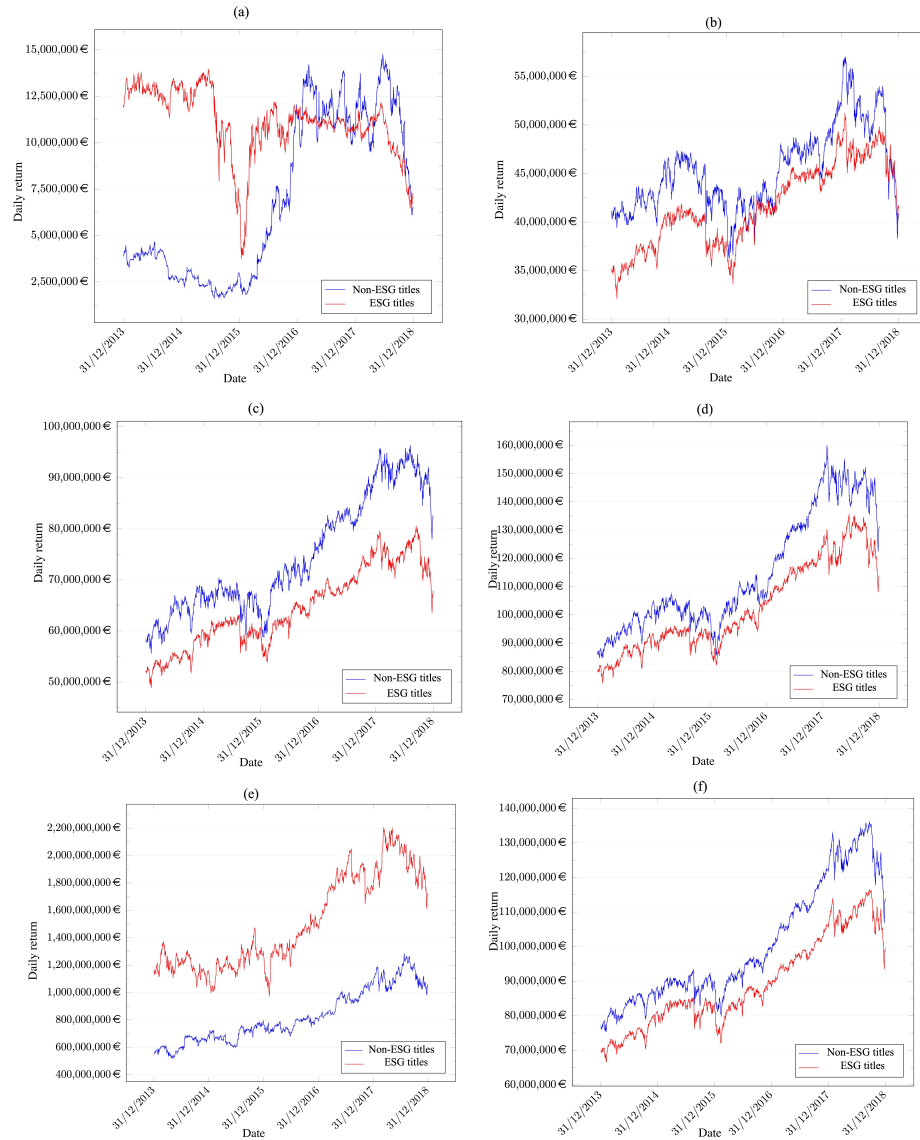 (a)
15,000,000 €
12,500,000 €
10,000,000 €
7,500,000 €
5,000,000 €
2,500,000 €
Daily return
Non-ESG titles
ESG titles
31/12/2013
31/12/2014
31/12/2015
31/12/2016
31/12/2017
31/12/2018
Date
(b)
55,000,000 €
50,000,000 €
45,000,000 €
40,000,000 €
35,000,000 €
30,000,000 €
Daily return
Non-ESG titles
ESG titles
31/12/2013
31/12/2014
31/12/2015
31/12/2016
31/12/2017
31/12/2018
Date
(c)
100,000,000 €
90,000,000 €
80,000,000 €
70,000,000 €
60,000,000 €
50,000,000 €
Daily return
Non-ESG titles
ESG titles
31/12/2013
31/12/2014
31/12/2015
31/12/2016
31/12/2017
31/12/2018
Date
(d)
160,000,000 €
150,000,000 €
140,000,000 €
130,000,000 €
120,000,000 €
110,000,000 €
100,000,000 €
90,000,000 €
80,000,000 €
70,000,000 €
Daily return
Non-ESG titles
ESG titles
31/12/2013
31/12/2014
31/12/2015
31/12/2016
31/12/2017
31/12/2018
Date
(e)
2,200,000,000 €
2,000,000,000 €
1,800,000,000 €
1,600,000,000 €
1,400,000,000 €
1,200,000,000 €
1,000,000,000 €
800,000,000 €
600,000,000 €
400,000,000 €
Daily return
Non-ESG titles
ESG titles
31/12/2013
31/12/2014
31/12/2015
31/12/2016
31/12/2017
31/12/2018
Date
(f)
140,000,000 €
130,000,000 €
120,000,000 €
110,000,000 €
100,000,000 €
90,000,000 €
80,000,000 €
70,000,000 €
60,000,000 €
Daily return
Non-ESG titles
ESG titles
31/12/2013
31/12/2014
31/12/2015
31/12/2016
31/12/2017
31/12/2018
Date